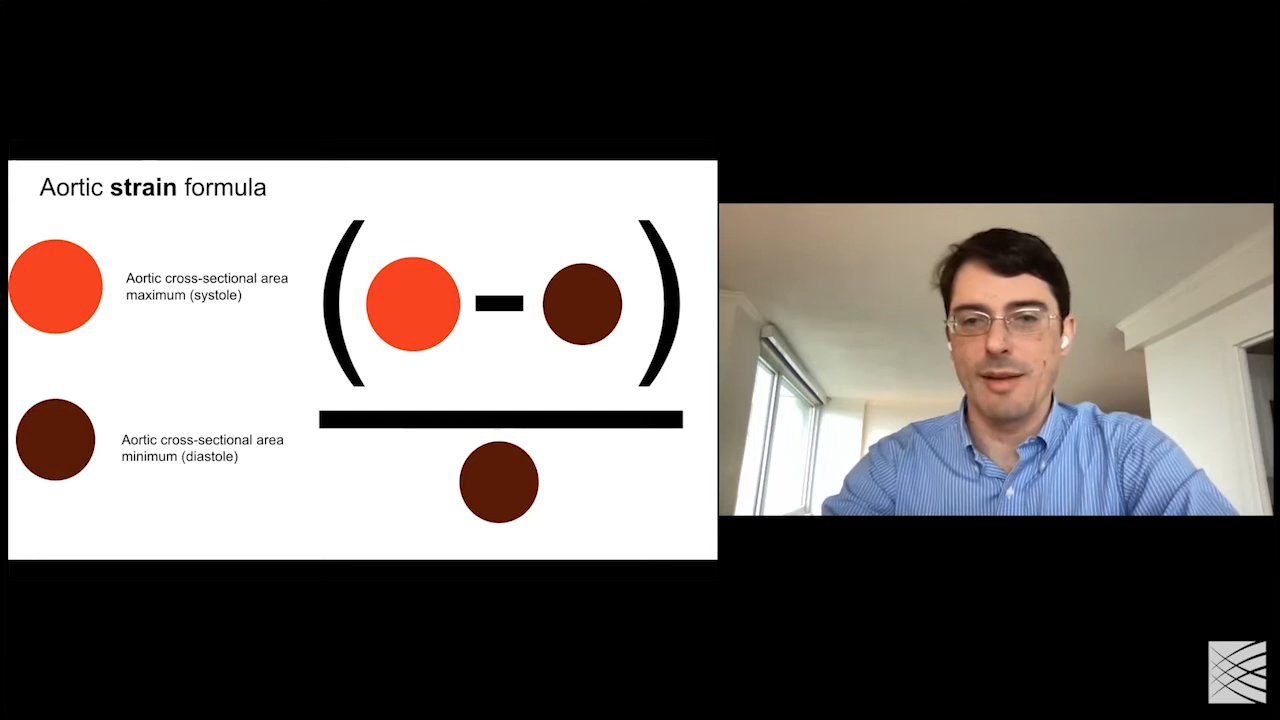 Aortic strain formula
Aortic cross-sectional area
maximum (systole)
( - )
Aortic cross-sectional area
minimum (diastole)